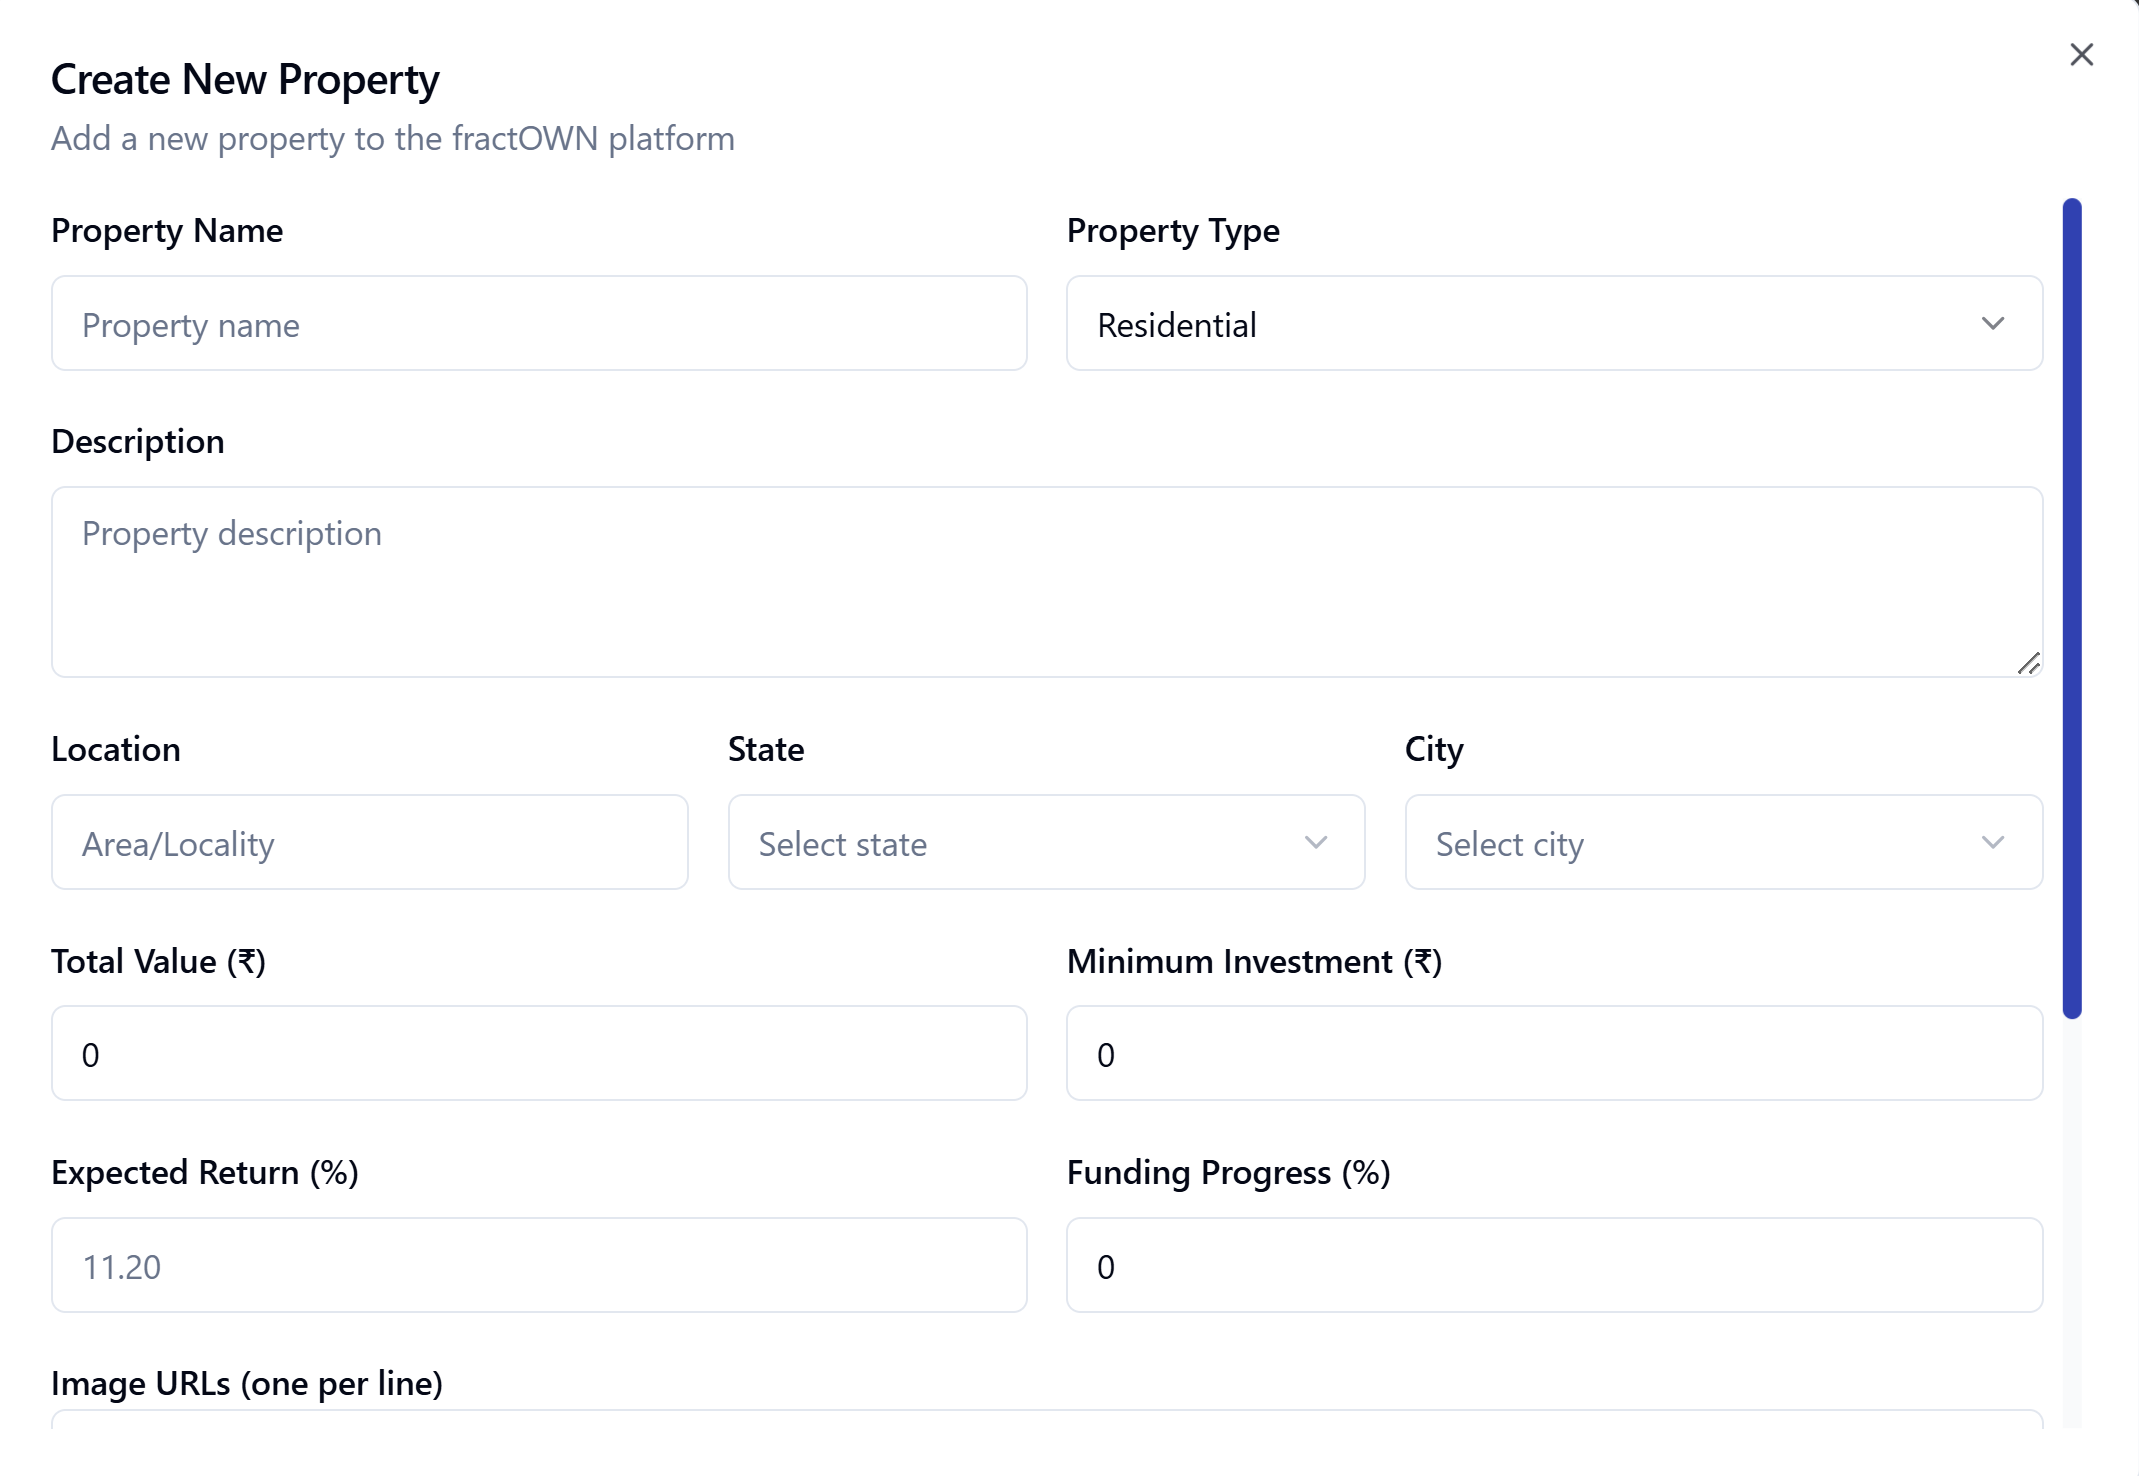 Create New Property
Add a new property to the fractOWN platform
Property Name
Property Type
Property name
Residential
Description
Property description
Location
State
City
Area/Locality
Select state
Select city
Total Value (₹)
Minimum Investment (₹)
0
0
Expected Return (%)
Funding Progress (%)
11.20
0
Image URLs (one per line)